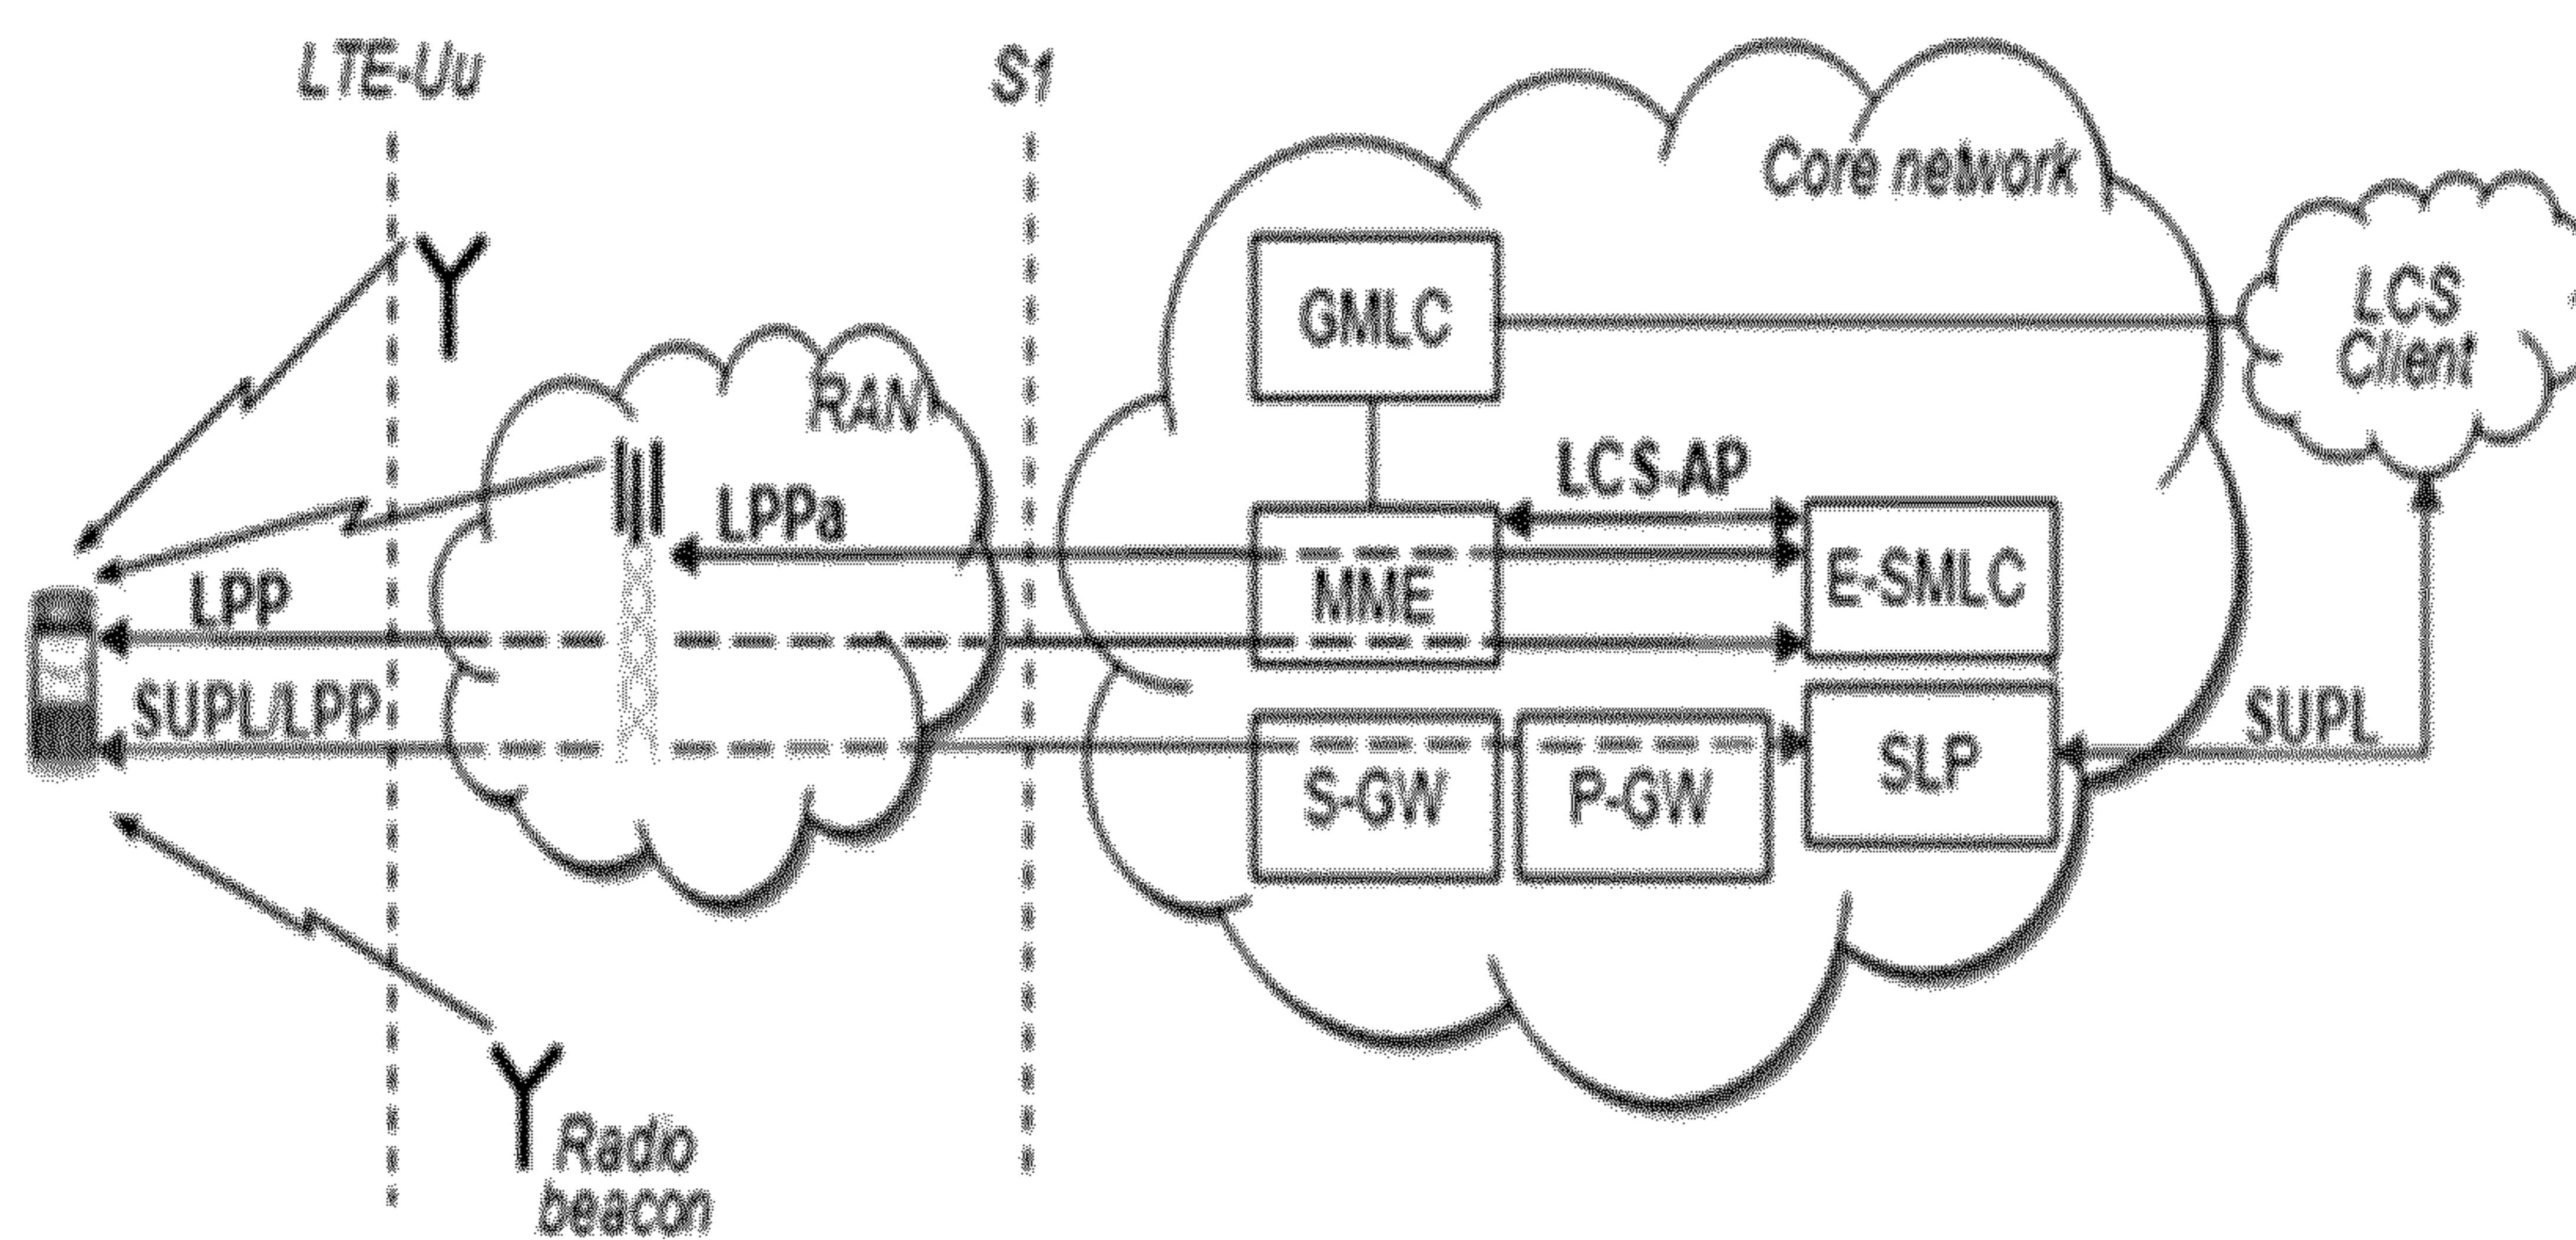 LTE-Uu
S1
Core network
GMLC
LCS
Client
RAN
LCS-AP
LPPa
LPP
MME
E-SMLC
SUPL/LPP
S-GW
P-GW
SLP
SUPL
Radio
beacon